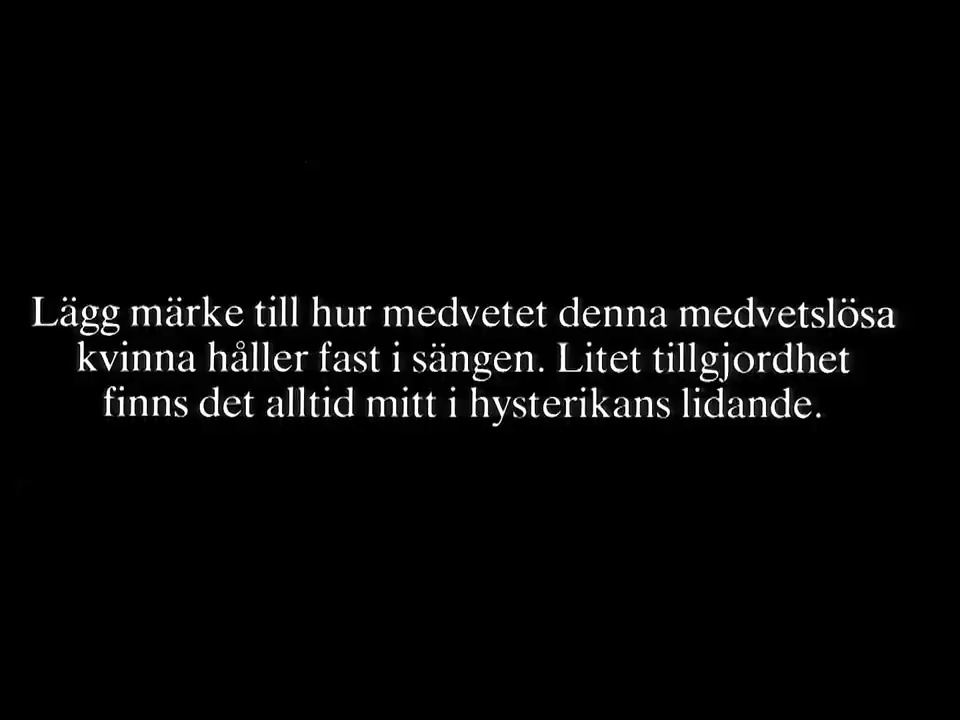 Lägg märke till hur medvetet denna medvetslösa
kvinna håller fast i sängen. Litet tillgjordhet
finns det alltid mitt i hysterikans lidande.